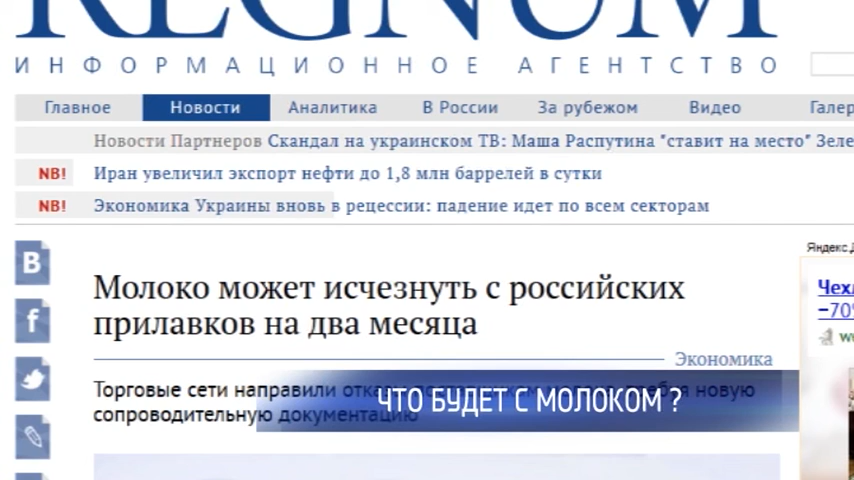 REGNUM
ИНФОРМАЦИОННОЕ АГЕНТСТВО
Главное Новости Аналитика В России За рубежом Видео
Новости Партнеров Скандал на украинском ТВ: Маша Распутина "ставит на место"
NB! Иран увеличил экспорт нефти до 1,8 млн баррелей в сутки
NB! Экономика Украины вновь в рецессии: падение идет по всем секторам
Яндекс.
B
Молоко может исчезнуть с российских
прилавков на два месяца
f
−70
Экономика
Торговые сети направили новую
сопроводительную документацию
ЧТО БУДЕТ С МОЛОКОМ ?